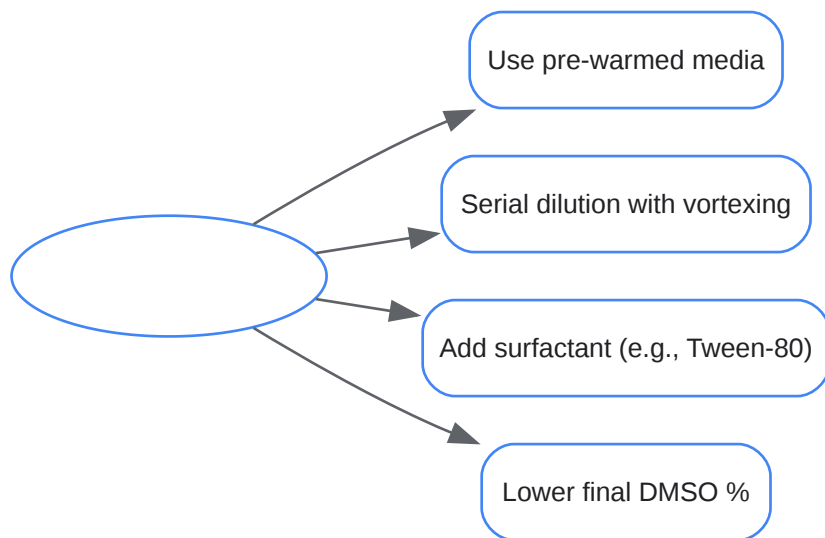 Use pre-warmed media
Serial dilution with vortexing
Add surfactant (e.g., Tween-80)
Lower final DMSO %